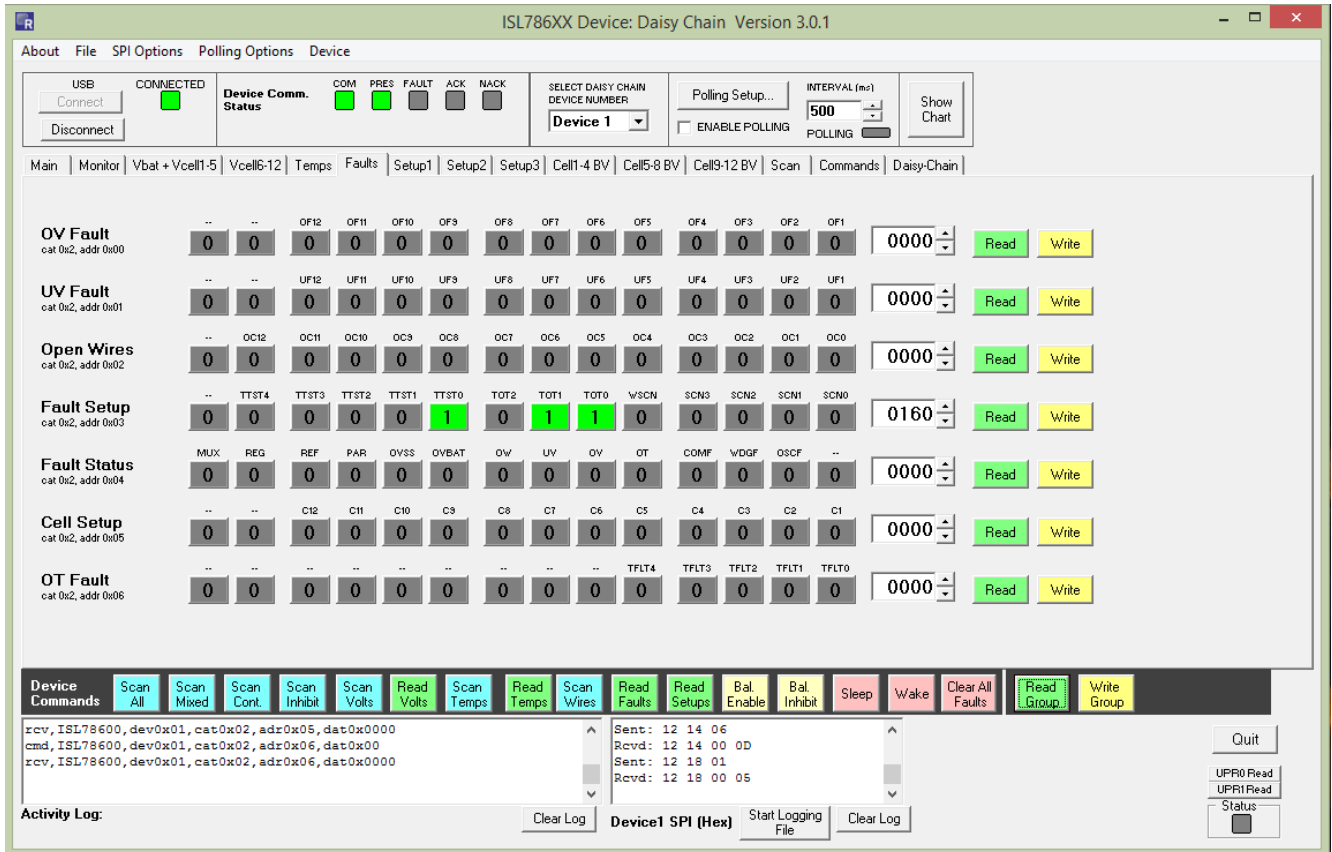 R ISL786XX Device: Daisy Chain Version 3.0.1
About File SPI Options Polling Options Device
USB CONNECTED Device Comm. Status COM PRES FAULT ACK NACK SELECT DAISY CHAIN DEVICE NUMBER Polling Setup... INTERVAL (ms) Show Chart
Connect Device 1 500
Disconnect ENABLE POLLING POLLING
Main Monitor Vbat + Vcell1-5 Vcell6-12 Temps Faults Setup1 Setup2 Setup3 Cell1-4 BV Cell5-8 BV Cell9-12 BV Scan Commands Daisy-Chain
-- -- OF12 OF11 OF10 OF9 OF8 OF7 OF6 OF5 OF4 OF3 OF2 OF1
OV Fault 0 0 0 0 0 0 0 0 0 0 0 0 0 0 0000 Read Write
cat 0x2, addr 0x00
-- -- UF12 UF11 UF10 UF9 UF8 UF7 UF6 UF5 UF4 UF3 UF2 UF1
UV Fault 0 0 0 0 0 0 0 0 0 0 0 0 0 0 0000 Read Write
cat 0x2, addr 0x01
-- OC12 OC11 OC10 OC9 OC8 OC7 OC6 OC5 OC4 OC3 OC2 OC1 OC0
Open Wires 0 0 0 0 0 0 0 0 0 0 0 0 0 0 0000 Read Write
cat 0x2, addr 0x02
-- TTST4 TTST3 TTST2 TTST1 TTST0 TOT2 TOT1 TOT0 WSCN SCN3 SCN2 SCN1 SCN0
Fault Setup 0 0 0 0 0 1 0 1 1 0 0 0 0 0 0160 Read Write
cat 0x2, addr 0x03
MUX REG REF PAR OVSS OVBAT OW UV OV OT COMF WDGF OSCF --
Fault Status 0 0 0 0 0 0 0 0 0 0 0 0 0 0 0000 Read Write
cat 0x2, addr 0x04
-- -- C12 C11 C10 C9 C8 C7 C6 C5 C4 C3 C2 C1
Cell Setup 0 0 0 0 0 0 0 0 0 0 0 0 0 0 0000 Read Write
cat 0x2, addr 0x05
-- -- -- -- -- -- -- -- -- TFLT4 TFLT3 TFLT2 TFLT1 TFLT0
OT Fault 0 0 0 0 0 0 0 0 0 0 0 0 0 0 0000 Read Write
cat 0x2, addr 0x06
Device Commands Scan All Scan Mixed Scan Cont. Scan Inhibit Scan Volts Read Volts Scan Temps Read Temps Scan Wires Read Faults Read Setups Bal. Enable Bal. Inhibit Sleep Wake Clear All Faults Read Group Write Group
rcv,ISL78600,dev0x01,cat0x02,adr0x05,dat0x0000
cmd,ISL78600,dev0x01,cat0x02,adr0x06,dat0x00
rcv,ISL78600,dev0x01,cat0x02,adr0x06,dat0x0000
Sent: 12 14 06
Rcvd: 12 14 00 0D
Sent: 12 18 01
Rcvd: 12 18 00 05
Quit
UPR0 Read
UPR1 Read
Status
Activity Log: Clear Log Device1 SPI (Hex) Start Logging File Clear Log